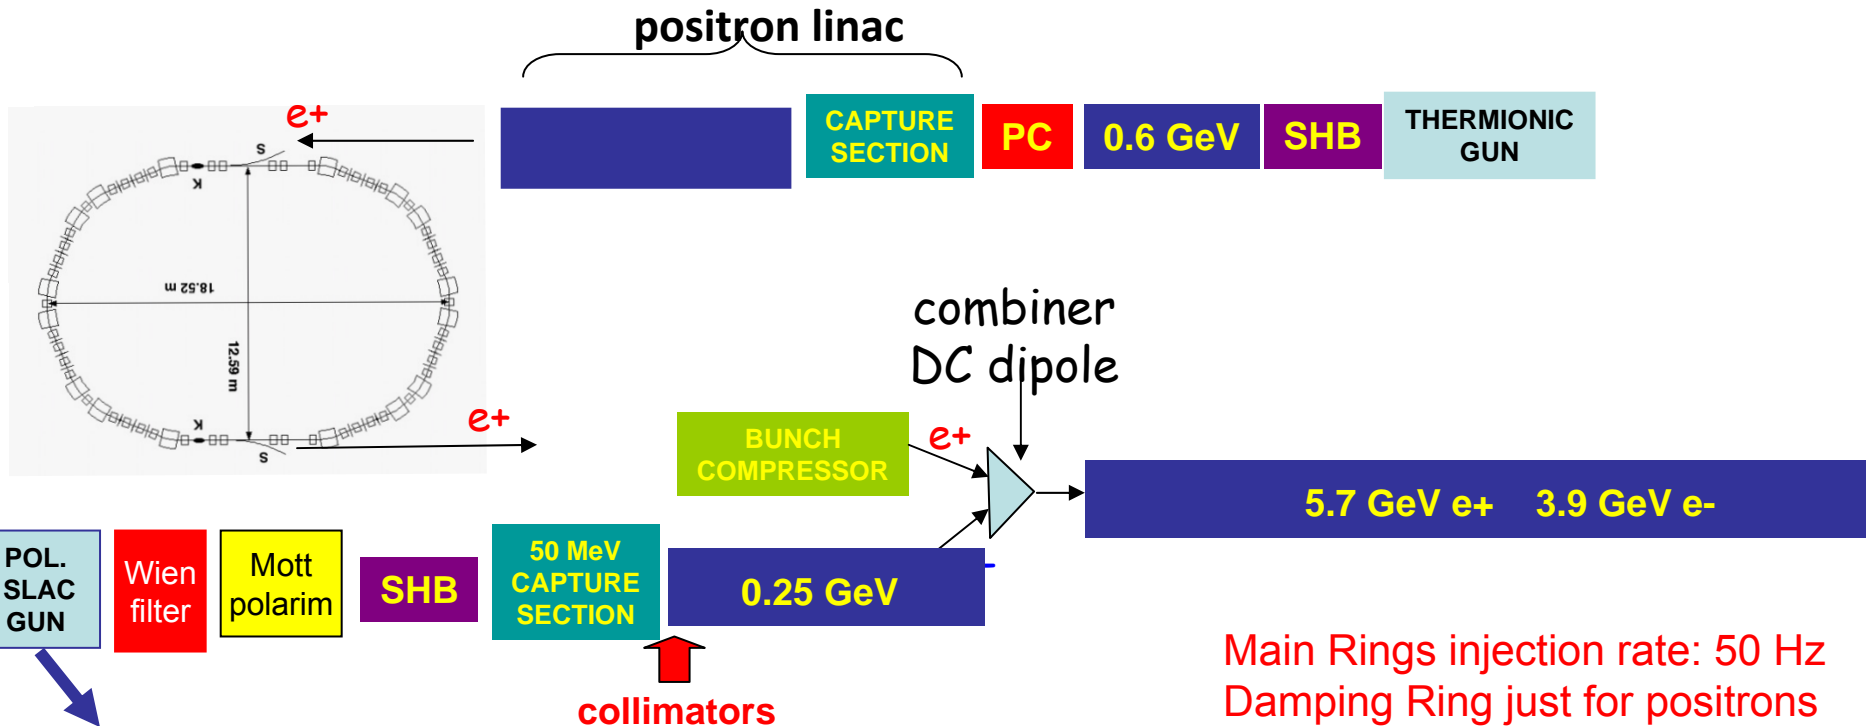 positron linac
e+
CAPTURE
SECTION
PC
0.6 GeV
SHB
THERMIONIC
GUN
S
K
18.52 m
12.59 m
K
S
e+
combiner
DC dipole
BUNCH
COMPRESSOR
e+
5.7 GeV e+ 3.9 GeV e-
POL.
SLAC
GUN
Wien
filter
Mott
polarim
SHB
50 MeV
CAPTURE
SECTION
0.25 GeV
-
collimators
Main Rings injection rate: 50 Hz
Damping Ring just for positrons